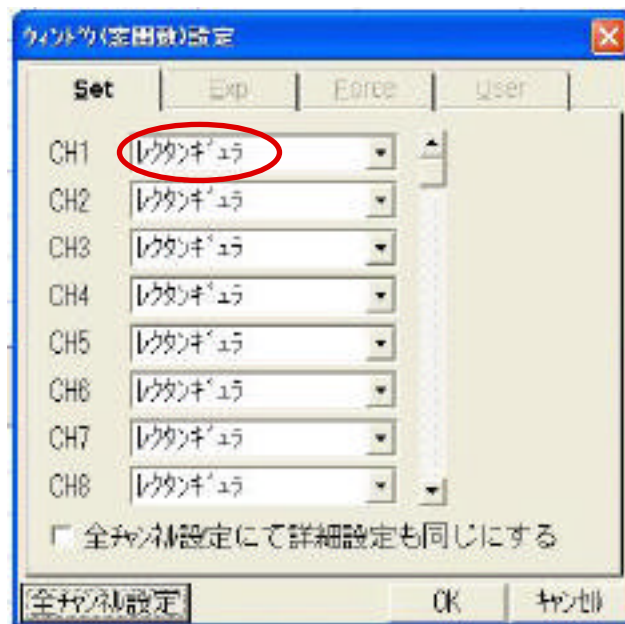 ｳｨﾝﾄﾞｳ(窓関数)設定
Set Exp Force User
CH1 ﾚｸﾀﾝｷﾞｭﾗ
CH2 ﾚｸﾀﾝｷﾞｭﾗ
CH3 ﾚｸﾀﾝｷﾞｭﾗ
CH4 ﾚｸﾀﾝｷﾞｭﾗ
CH5 ﾚｸﾀﾝｷﾞｭﾗ
CH6 ﾚｸﾀﾝｷﾞｭﾗ
CH7 ﾚｸﾀﾝｷﾞｭﾗ
CH8 ﾚｸﾀﾝｷﾞｭﾗ
全ﾁｬﾝﾈﾙ設定にて詳細設定も同じにする
全ﾁｬﾝﾈﾙ設定 OK ｷｬﾝｾﾙ